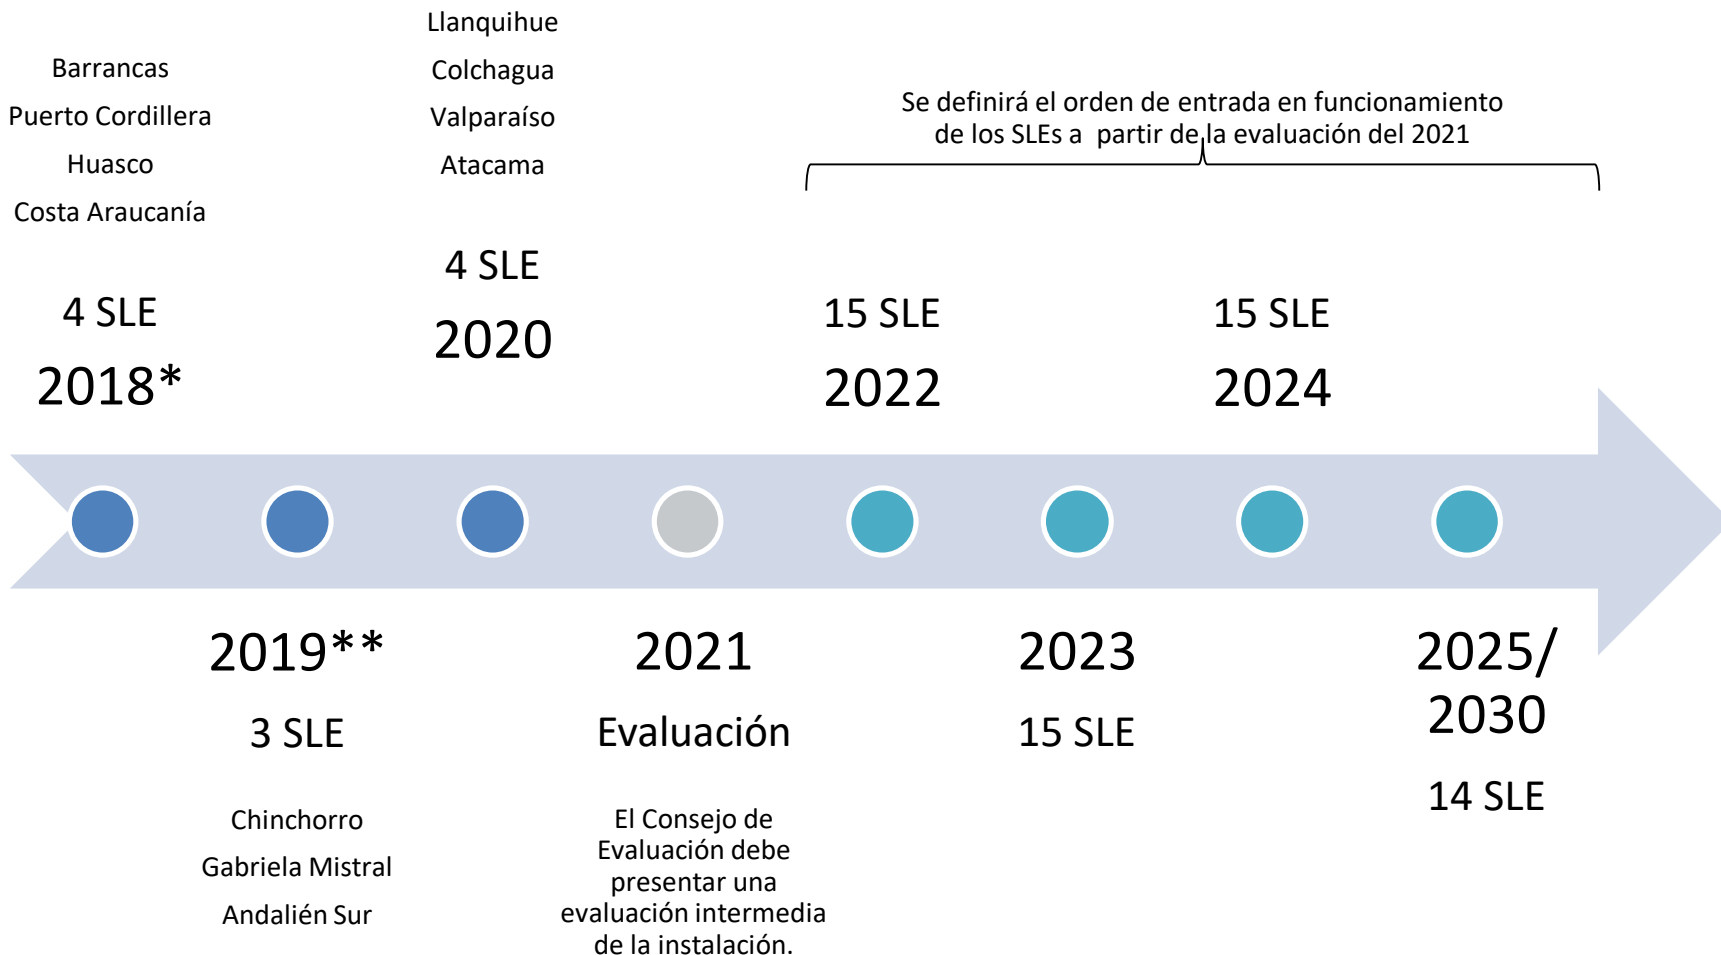 Barrancas
Puerto Cordillera
Huasco
Costa Araucanía
4 SLE
2018*
Llanquihue
Colchagua
Valparaíso
Atacama
4 SLE
2020
Se definirá el orden de entrada en funcionamiento
de los SLEs a partir de la evaluación del 2021
15 SLE
2022
15 SLE
2024
2019**
3 SLE
Chinchorro
Gabriela Mistral
Andalién Sur
2021
Evaluación
El Consejo de
Evaluación debe
presentar una
evaluación intermedia
de la instalación.
2023
15 SLE
2025/
2030
14 SLE